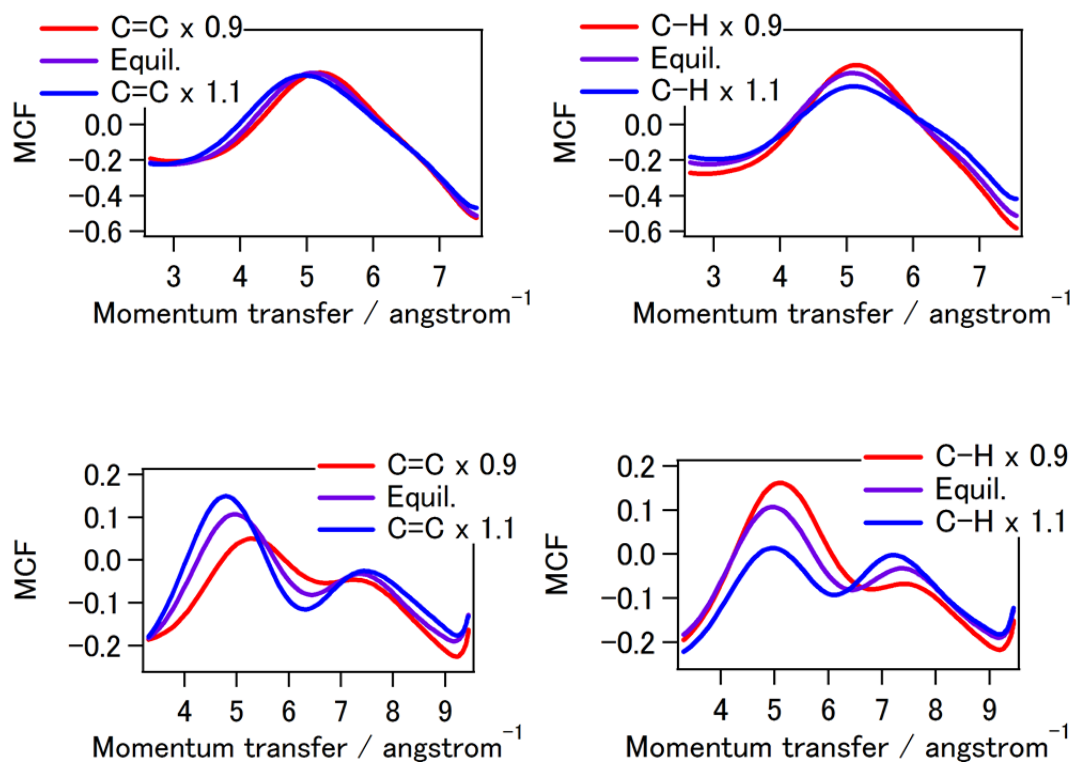 C=C x 0.9
Equil.
C=C x 1.1
MCF
0.0
−0.2
−0.4
−0.6
3 4 5 6 7
Momentum transfer / angstrom⁻¹
C−H x 0.9
Equil.
C−H x 1.1
MCF
0.0
−0.2
−0.4
−0.6
3 4 5 6 7
Momentum transfer / angstrom⁻¹
C=C x 0.9
Equil.
C=C x 1.1
MCF
0.2
0.1
0.0
−0.1
−0.2
4 5 6 7 8 9
Momentum transfer / angstrom⁻¹
C−H x 0.9
Equil.
C−H x 1.1
MCF
0.2
0.1
0.0
−0.1
−0.2
4 5 6 7 8 9
Momentum transfer / angstrom⁻¹